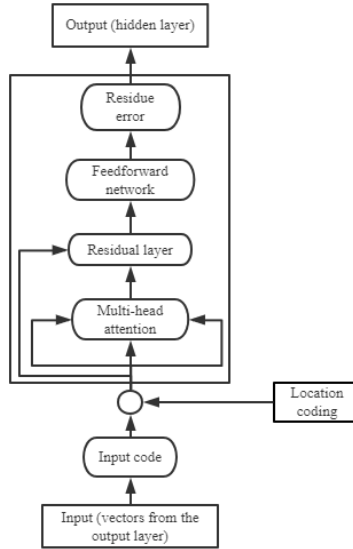 Output (hidden layer)
Residue
error
Feedforward
network
Residual layer
Multi-head
attention
Location
coding
Input code
Input (vectors from the
output layer)